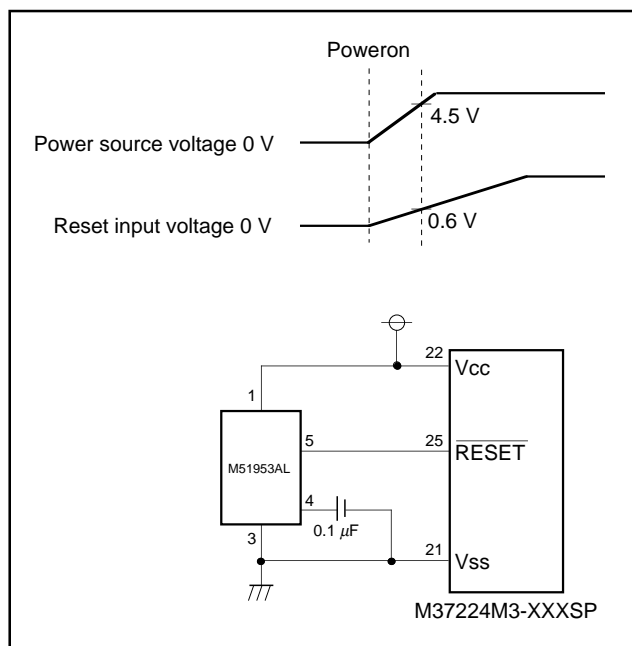 Poweron
4.5 V
Power source voltage 0 V
Reset input voltage 0 V
0.6 V
22
Vcc
1
5
25
RESET
M51953AL
4
0.1 μF
3
21
Vss
M37224M3-XXXSP